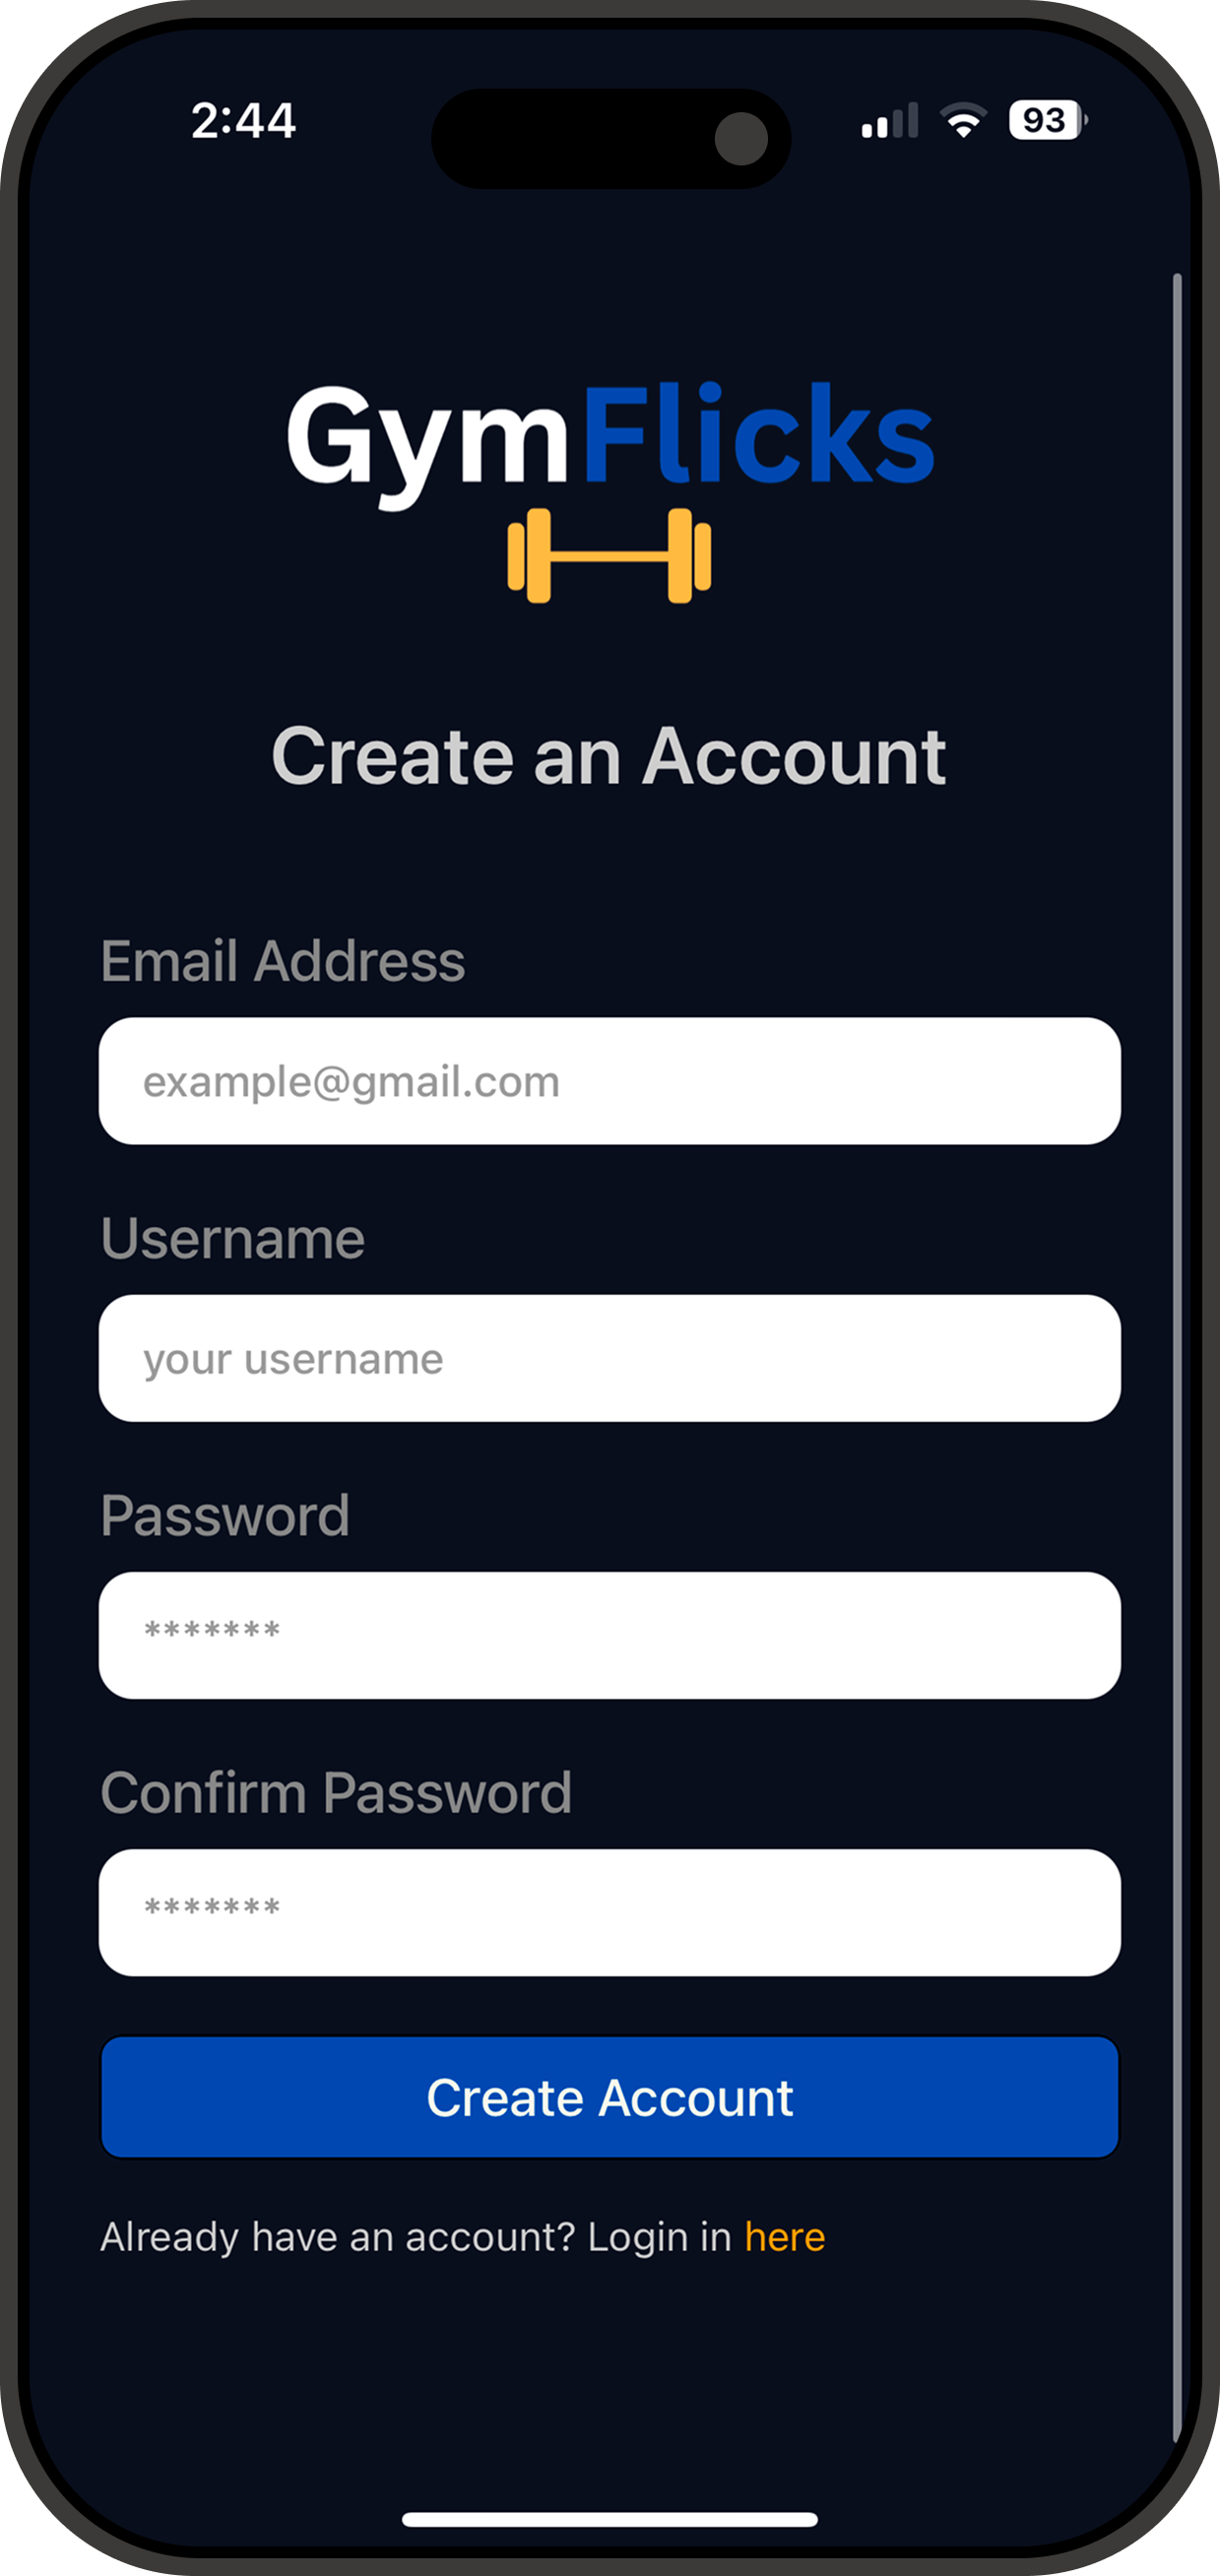 2:44 93
GymFlicks
Create an Account
Email Address
example@gmail.com
Username
your username
Password
*******
Confirm Password
*******
Create Account
Already have an account? Login in here